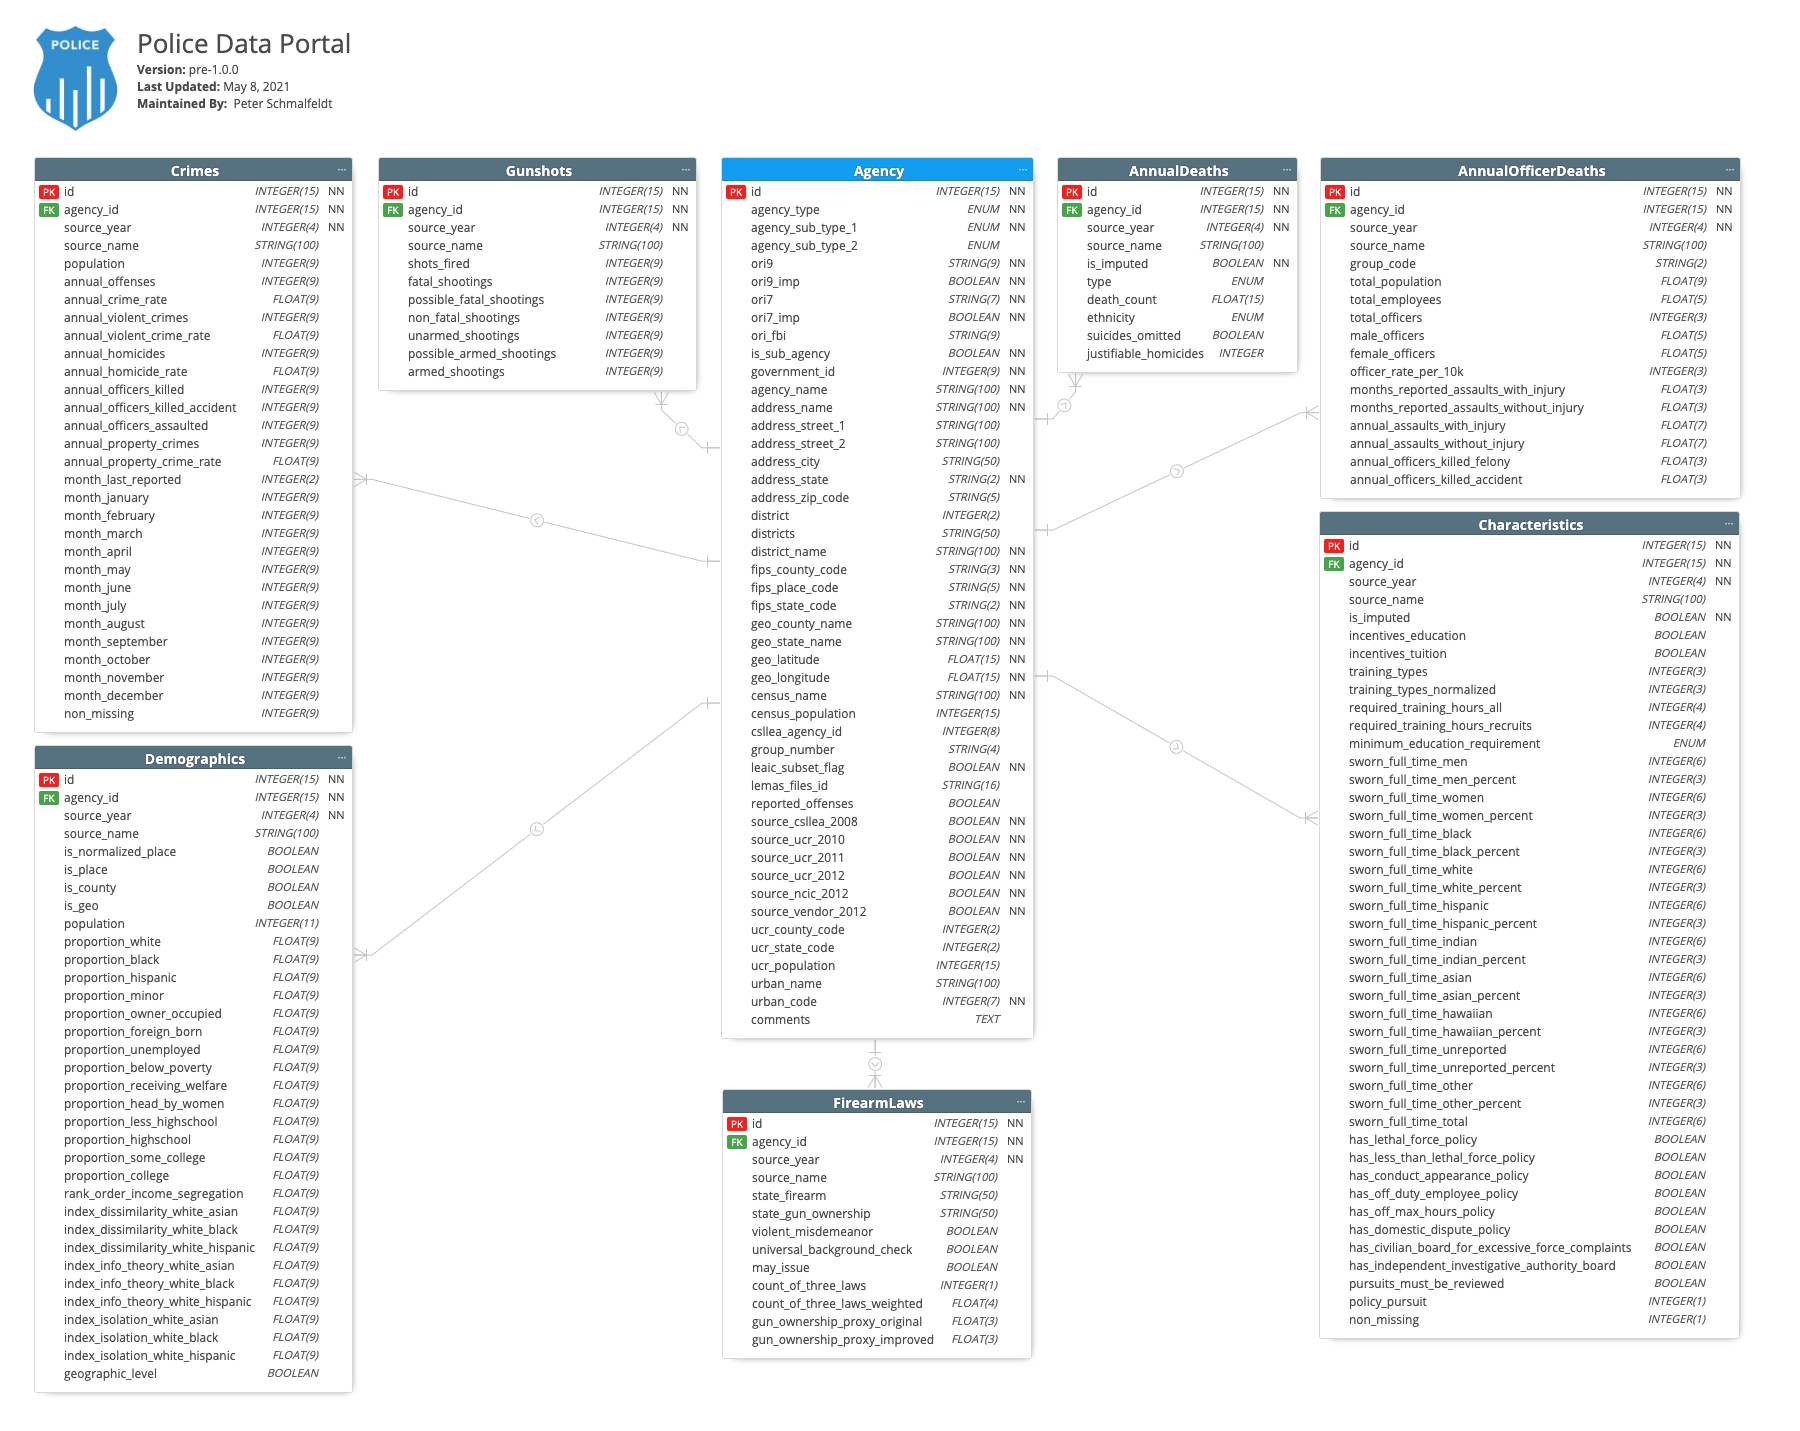 POLICE
Police Data Portal
Version: pre-1.0.0
Last Updated: May 8, 2021
Maintained By: Peter Schmalfeldt
Crimes ...
PK id INTEGER(15) NN
FK agency_id INTEGER(15) NN
source_year INTEGER(4) NN
source_name STRING(100)
population INTEGER(9)
annual_offenses INTEGER(9)
annual_crime_rate FLOAT(9)
annual_violent_crimes INTEGER(9)
annual_violent_crime_rate FLOAT(9)
annual_homicides INTEGER(9)
annual_homicide_rate FLOAT(9)
annual_officers_killed INTEGER(9)
annual_officers_killed_accident INTEGER(9)
annual_officers_assaulted INTEGER(9)
annual_property_crimes INTEGER(9)
annual_property_crime_rate FLOAT(9)
month_last_reported INTEGER(2)
month_january INTEGER(9)
month_february INTEGER(9)
month_march INTEGER(9)
month_april INTEGER(9)
month_may INTEGER(9)
month_june INTEGER(9)
month_july INTEGER(9)
month_august INTEGER(9)
month_september INTEGER(9)
month_october INTEGER(9)
month_november INTEGER(9)
month_december INTEGER(9)
non_missing INTEGER(9)
Demographics ...
PK id INTEGER(15) NN
FK agency_id INTEGER(15) NN
source_year INTEGER(4) NN
source_name STRING(100)
is_normalized_place BOOLEAN
is_place BOOLEAN
is_county BOOLEAN
is_geo BOOLEAN
population INTEGER(11)
proportion_white FLOAT(9)
proportion_black FLOAT(9)
proportion_hispanic FLOAT(9)
proportion_minor FLOAT(9)
proportion_owner_occupied FLOAT(9)
proportion_foreign_born FLOAT(9)
proportion_unemployed FLOAT(9)
proportion_below_poverty FLOAT(9)
proportion_receiving_welfare FLOAT(9)
proportion_head_by_women FLOAT(9)
proportion_less_highschool FLOAT(9)
proportion_highschool FLOAT(9)
proportion_some_college FLOAT(9)
proportion_college FLOAT(9)
rank_order_income_segregation FLOAT(9)
index_dissimilarity_white_asian FLOAT(9)
index_dissimilarity_white_black FLOAT(9)
index_dissimilarity_white_hispanic FLOAT(9)
index_info_theory_white_asian FLOAT(9)
index_info_theory_white_black FLOAT(9)
index_info_theory_white_hispanic FLOAT(9)
index_isolation_white_asian FLOAT(9)
index_isolation_white_black FLOAT(9)
index_isolation_white_hispanic FLOAT(9)
geographic_level BOOLEAN
Gunshots ...
PK id INTEGER(15) NN
FK agency_id INTEGER(15) NN
source_year INTEGER(4) NN
source_name STRING(100)
shots_fired INTEGER(9)
fatal_shootings INTEGER(9)
possible_fatal_shootings INTEGER(9)
non_fatal_shootings INTEGER(9)
unarmed_shootings INTEGER(9)
possible_armed_shootings INTEGER(9)
armed_shootings INTEGER(9)
Agency ...
PK id INTEGER(15) NN
agency_type ENUM NN
agency_sub_type_1 ENUM NN
agency_sub_type_2 ENUM
ori9 STRING(9) NN
ori9_imp BOOLEAN NN
ori7 STRING(7) NN
ori7_imp BOOLEAN NN
ori_fbi STRING(9)
is_sub_agency BOOLEAN NN
government_id INTEGER(9) NN
agency_name STRING(100) NN
address_name STRING(100) NN
address_street_1 STRING(100)
address_street_2 STRING(100)
address_city STRING(50)
address_state STRING(2) NN
address_zip_code STRING(5)
district INTEGER(2)
districts STRING(50)
district_name STRING(100) NN
fips_county_code STRING(3) NN
fips_place_code STRING(5) NN
fips_state_code STRING(2) NN
geo_county_name STRING(100) NN
geo_state_name STRING(100) NN
geo_latitude FLOAT(15) NN
geo_longitude FLOAT(15) NN
census_name STRING(100) NN
census_population INTEGER(15)
csllea_agency_id INTEGER(8)
group_number STRING(4)
leaic_subset_flag BOOLEAN NN
lemas_files_id STRING(16)
reported_offenses BOOLEAN
source_csllea_2008 BOOLEAN NN
source_ucr_2010 BOOLEAN NN
source_ucr_2011 BOOLEAN NN
source_ucr_2012 BOOLEAN NN
source_ncic_2012 BOOLEAN NN
source_vendor_2012 BOOLEAN NN
ucr_county_code INTEGER(2)
ucr_state_code INTEGER(2)
ucr_population INTEGER(15)
urban_name STRING(100)
urban_code INTEGER(7) NN
comments TEXT
FirearmLaws ...
PK id INTEGER(15) NN
FK agency_id INTEGER(15) NN
source_year INTEGER(4) NN
source_name STRING(100)
state_firearm STRING(50)
state_gun_ownership STRING(50)
violent_misdemeanor BOOLEAN
universal_background_check BOOLEAN
may_issue BOOLEAN
count_of_three_laws INTEGER(1)
count_of_three_laws_weighted FLOAT(4)
gun_ownership_proxy_original FLOAT(3)
gun_ownership_proxy_improved FLOAT(3)
AnnualDeaths ...
PK id INTEGER(15) NN
FK agency_id INTEGER(15) NN
source_year INTEGER(4) NN
source_name STRING(100)
is_imputed BOOLEAN NN
type ENUM
death_count FLOAT(15)
ethnicity ENUM
suicides_omitted BOOLEAN
justifiable_homicides INTEGER
AnnualOfficerDeaths ...
PK id INTEGER(15) NN
FK agency_id INTEGER(15) NN
source_year INTEGER(4) NN
source_name STRING(100)
group_code STRING(2)
total_population FLOAT(9)
total_employees FLOAT(5)
total_officers INTEGER(3)
male_officers FLOAT(5)
female_officers FLOAT(5)
officer_rate_per_10k INTEGER(3)
months_reported_assaults_with_injury FLOAT(3)
months_reported_assaults_without_injury FLOAT(3)
annual_assaults_with_injury FLOAT(7)
annual_assaults_without_injury FLOAT(7)
annual_officers_killed_felony FLOAT(3)
annual_officers_killed_accident FLOAT(3)
Characteristics ...
PK id INTEGER(15) NN
FK agency_id INTEGER(15) NN
source_year INTEGER(4) NN
source_name STRING(100)
is_imputed BOOLEAN NN
incentives_education BOOLEAN
incentives_tuition BOOLEAN
training_types INTEGER(3)
training_types_normalized INTEGER(3)
required_training_hours_all INTEGER(4)
required_training_hours_recruits INTEGER(4)
minimum_education_requirement ENUM
sworn_full_time_men INTEGER(6)
sworn_full_time_men_percent INTEGER(3)
sworn_full_time_women INTEGER(6)
sworn_full_time_women_percent INTEGER(3)
sworn_full_time_black INTEGER(6)
sworn_full_time_black_percent INTEGER(3)
sworn_full_time_white INTEGER(6)
sworn_full_time_white_percent INTEGER(3)
sworn_full_time_hispanic INTEGER(6)
sworn_full_time_hispanic_percent INTEGER(3)
sworn_full_time_indian INTEGER(6)
sworn_full_time_indian_percent INTEGER(3)
sworn_full_time_asian INTEGER(6)
sworn_full_time_asian_percent INTEGER(3)
sworn_full_time_hawaiian INTEGER(6)
sworn_full_time_hawaiian_percent INTEGER(3)
sworn_full_time_unreported INTEGER(6)
sworn_full_time_unreported_percent INTEGER(3)
sworn_full_time_other INTEGER(6)
sworn_full_time_other_percent INTEGER(3)
sworn_full_time_total INTEGER(6)
has_lethal_force_policy BOOLEAN
has_less_than_lethal_force_policy BOOLEAN
has_conduct_appearance_policy BOOLEAN
has_off_duty_employee_policy BOOLEAN
has_off_max_hours_policy BOOLEAN
has_domestic_dispute_policy BOOLEAN
has_civilian_board_for_excessive_force_complaints BOOLEAN
has_independent_investigative_authority_board BOOLEAN
pursuits_must_be_reviewed BOOLEAN
policy_pursuit INTEGER(1)
non_missing INTEGER(1)